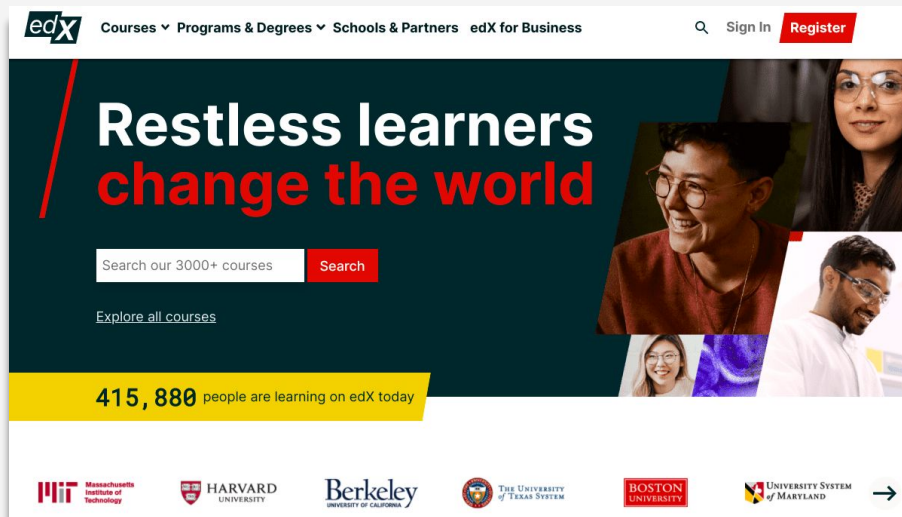 edX Courses Programs & Degrees Schools & Partners edX for Business Sign In Register
Restless learners
change the world
Search our 3000+ courses Search
Explore all courses
415,880 people are learning on edX today
MIT Massachusetts Institute of Technology
HARVARD UNIVERSITY
Berkeley UNIVERSITY OF CALIFORNIA
THE UNIVERSITY of TEXAS SYSTEM
BOSTON UNIVERSITY
UNIVERSITY SYSTEM of MARYLAND